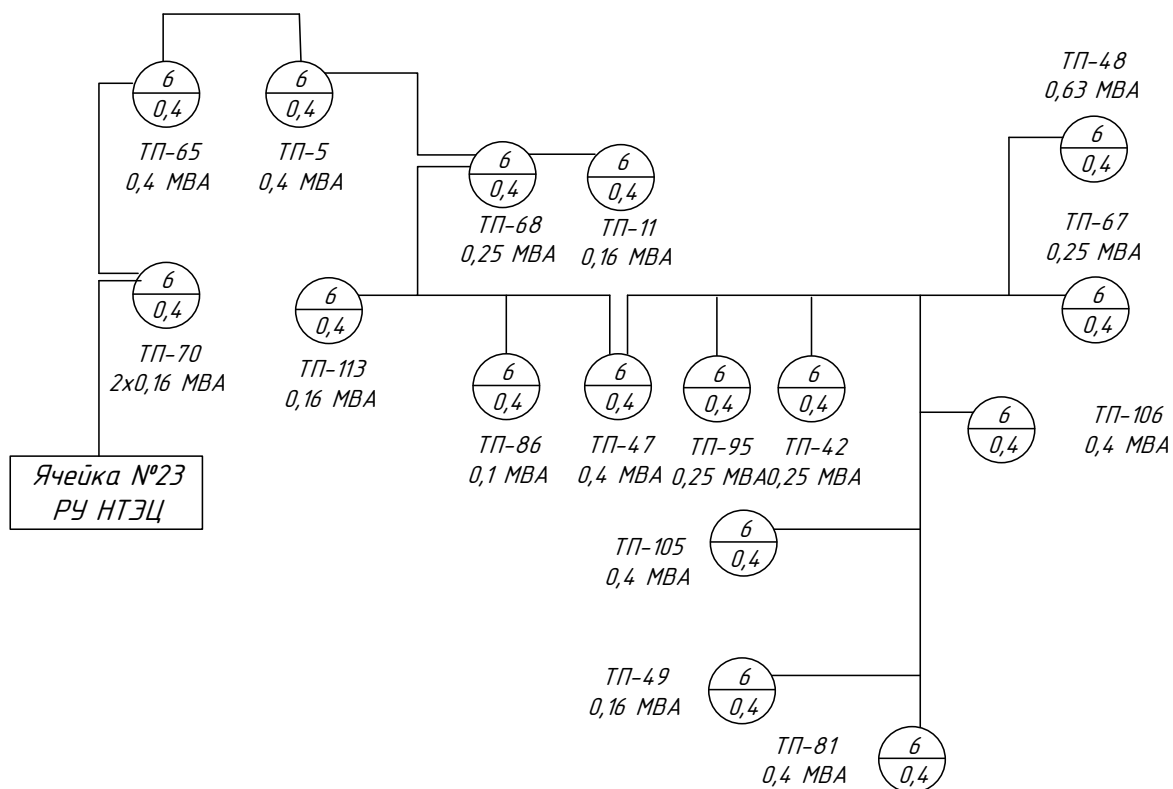 6
0,4
ТП-65
0,4 МВА
6
0,4
ТП-5
0,4 МВА
6
0,4
ТП-68
0,25 МВА
6
0,4
ТП-11
0,16 МВА
ТП-48
0,63 МВА
6
0,4
ТП-67
0,25 МВА
6
0,4
6
0,4
ТП-70
2х0,16 МВА
6
0,4
ТП-113
0,16 МВА
6
0,4
ТП-86
0,1 МВА
6
0,4
ТП-47
0,4 МВА
6
0,4
ТП-95
0,25 МВА
6
0,4
ТП-42
0,25 МВА
6
0,4
ТП-106
0,4 МВА
Ячейка №23
РУ НТЭЦ
ТП-105
0,4 МВА
6
0,4
ТП-49
0,16 МВА
6
0,4
ТП-81
0,4 МВА
6
0,4